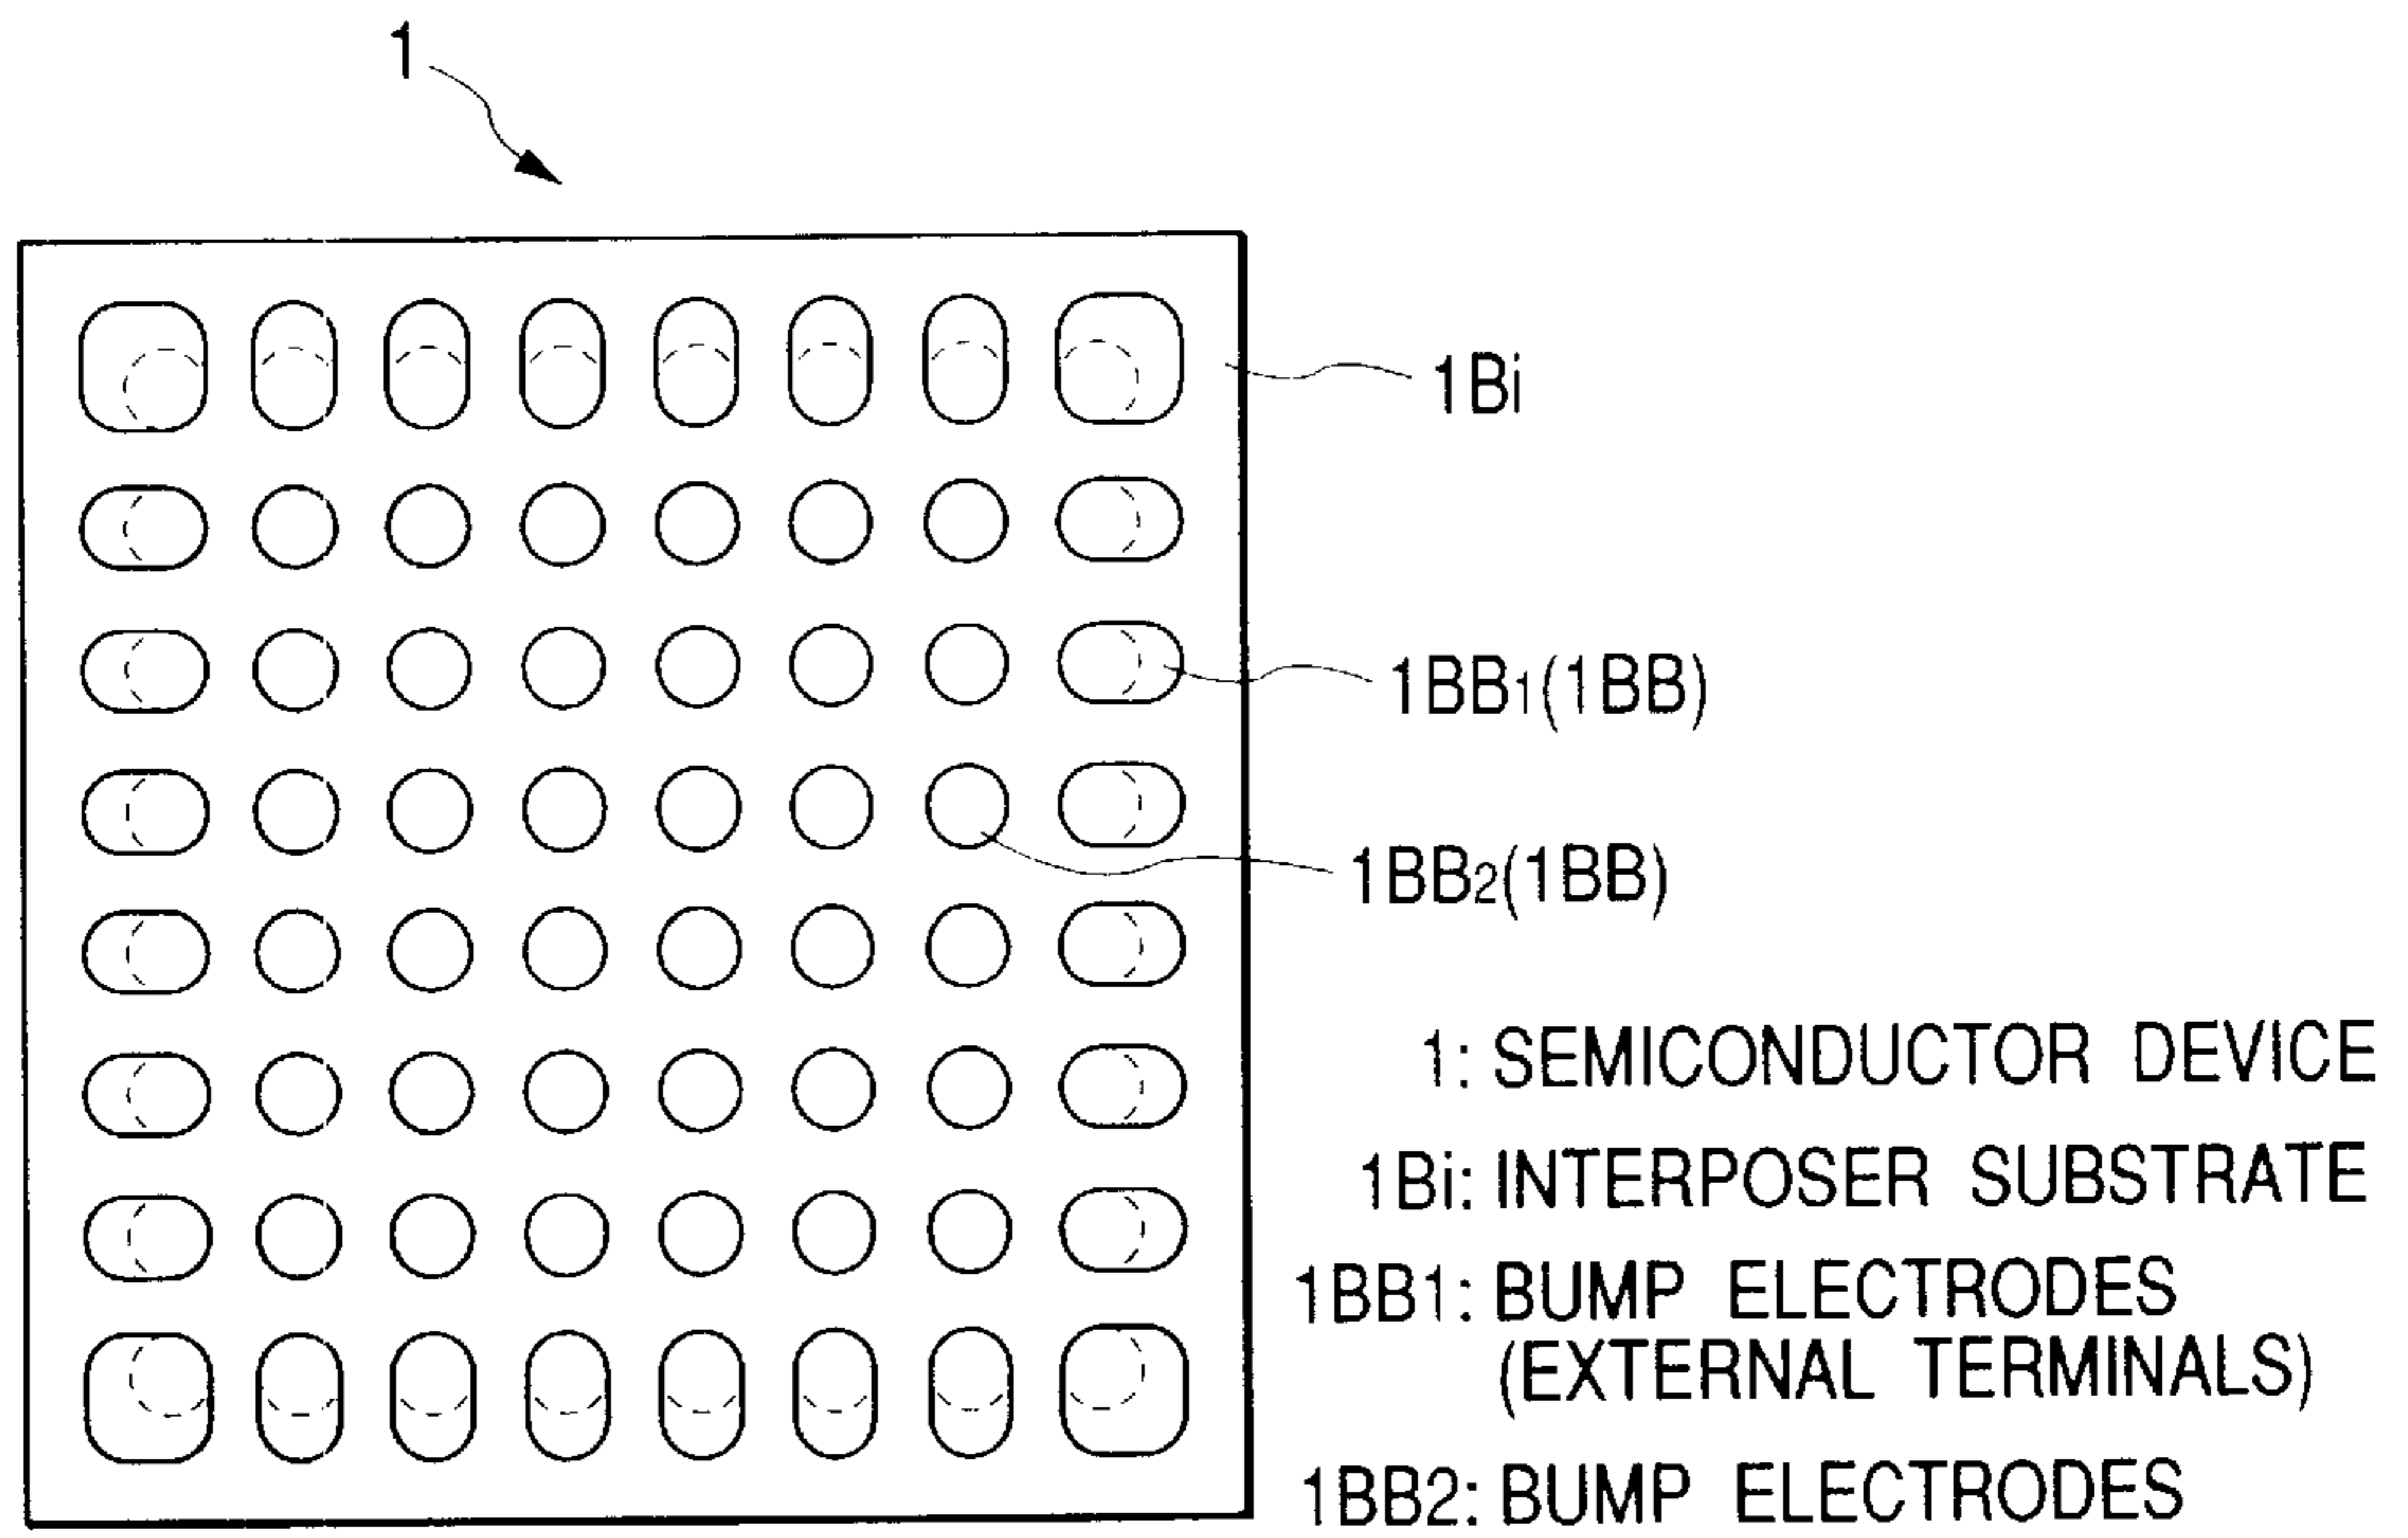 1
1Bi
1BB1(1BB)
1BB2(1BB)
1: SEMICONDUCTOR DEVICE
1Bi: INTERPOSER SUBSTRATE
1BB1: BUMP ELECTRODES
(EXTERNAL TERMINALS)
1BB2: BUMP ELECTRODES